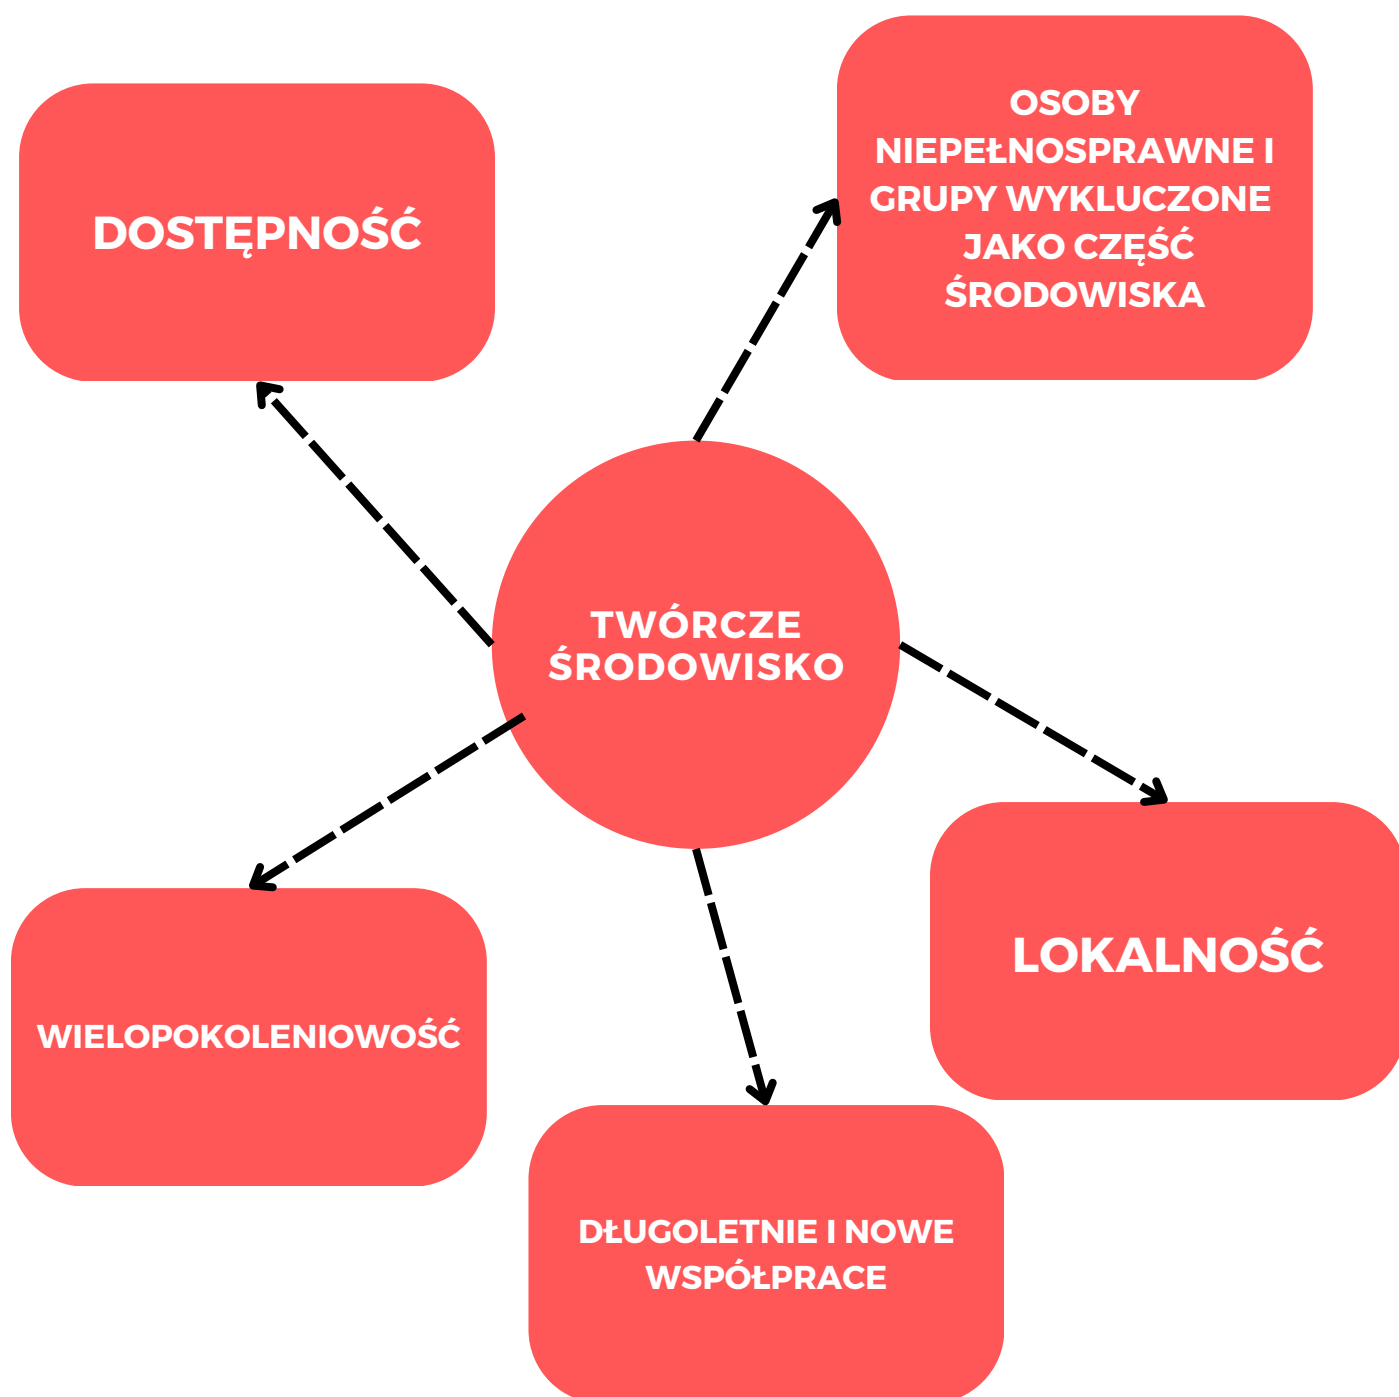 OSOBY
NIEPEŁNOSPRAWNE I
GRUPY WYKLUCZONE
JAKO CZĘŚĆ
ŚRODOWISKA
DOSTĘPNOŚĆ
TWÓRCZE
ŚRODOWISKO
LOKALNOŚĆ
WIELOPOKOLENIOWOŚĆ
DŁUGOLETNIE I NOWE
WSPÓŁPRACE